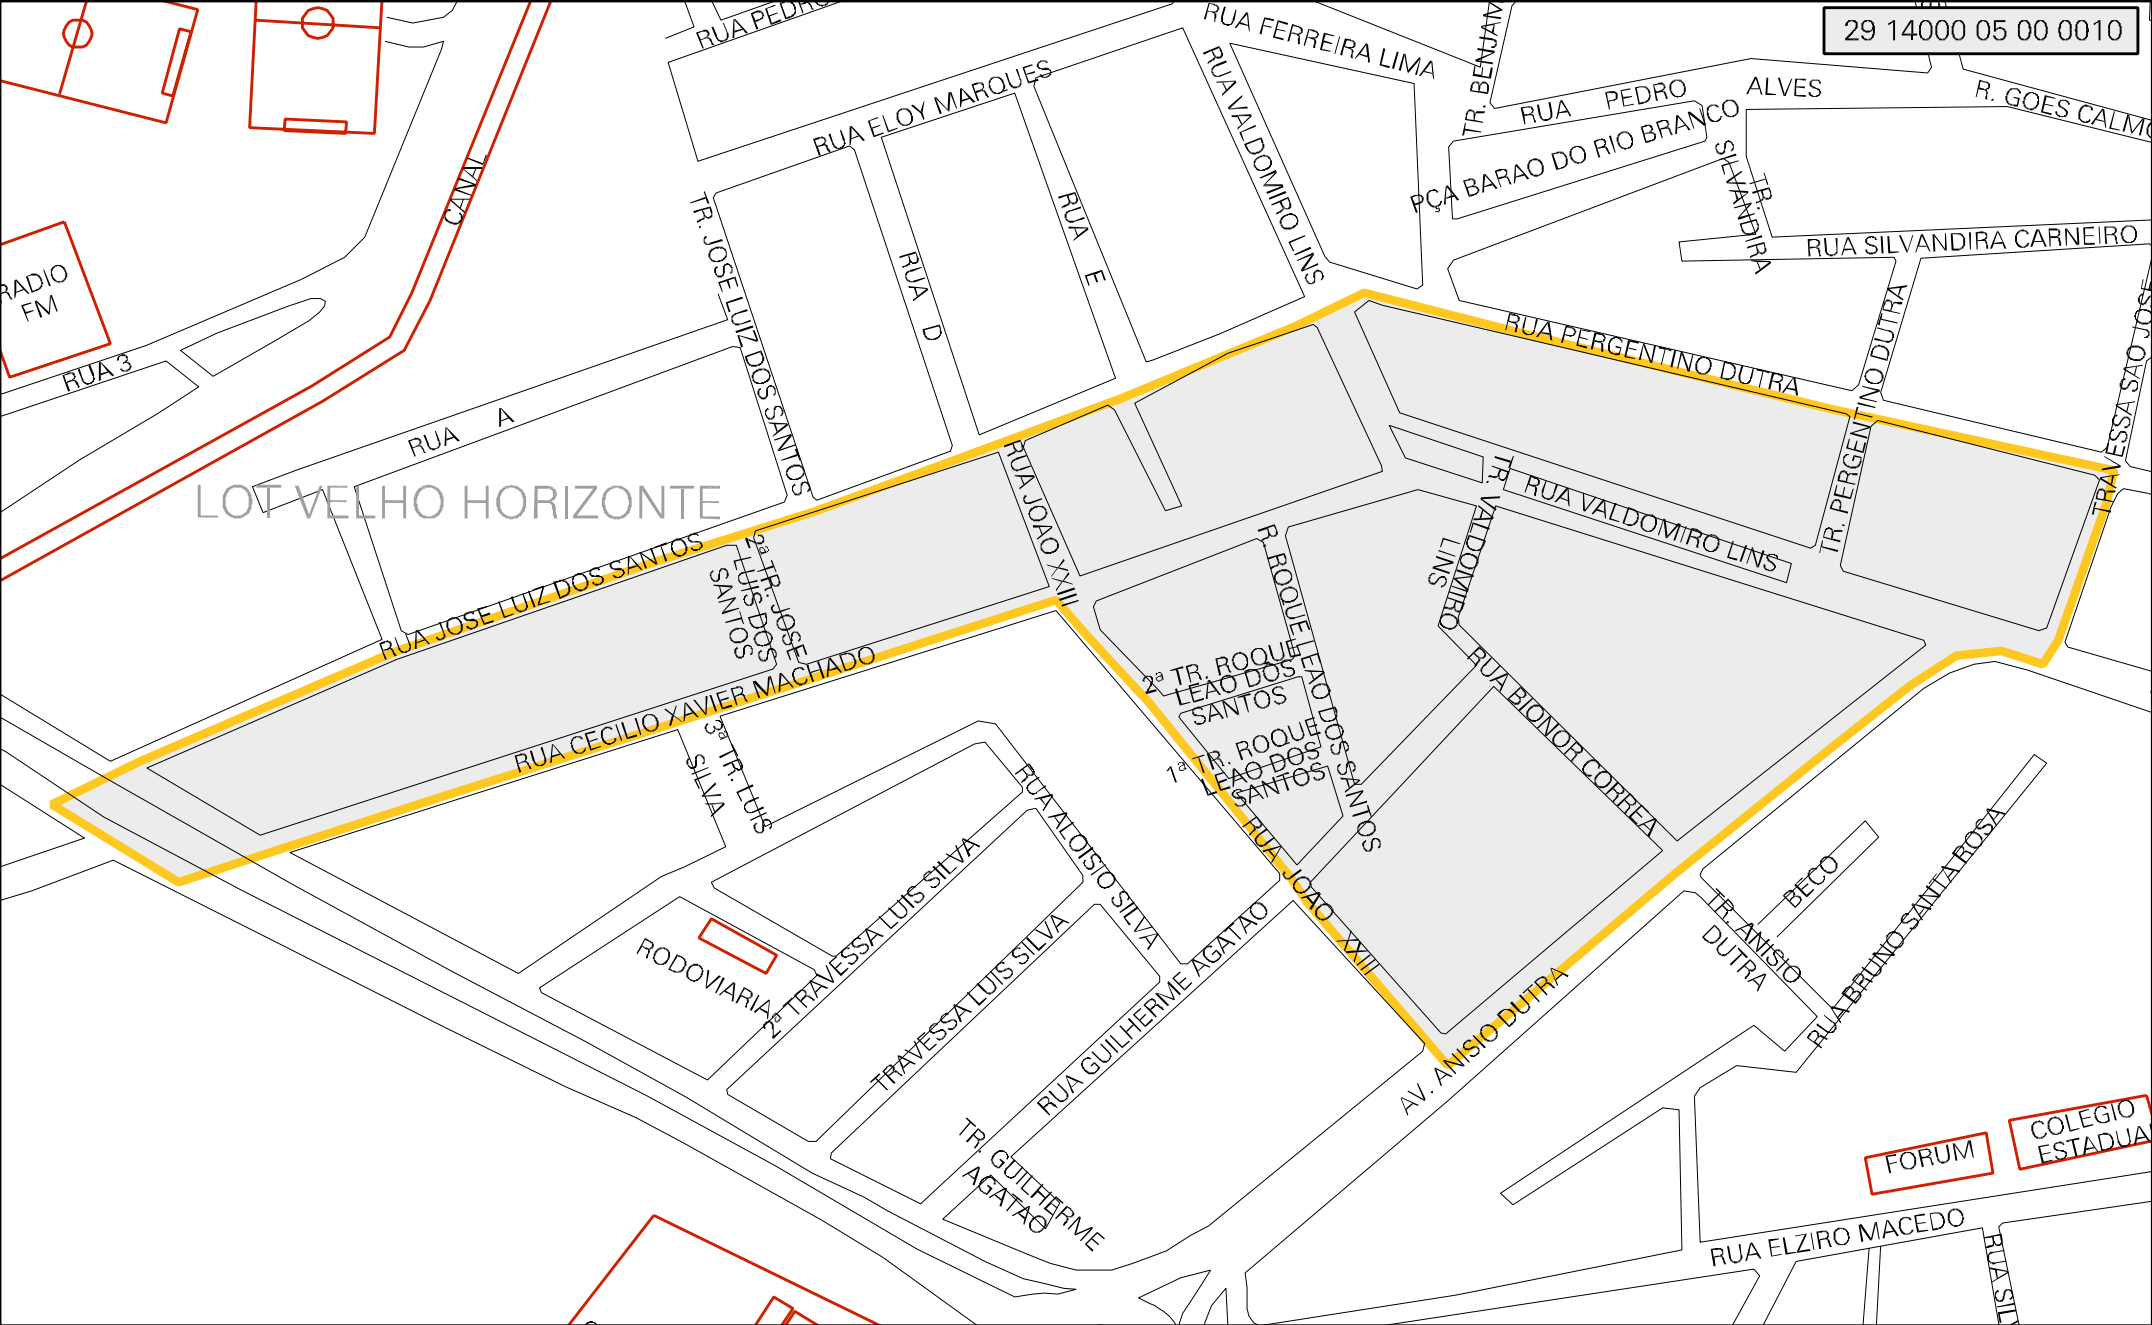 29 14000 05 00 0010
RUA PEDRO
RUA FERREIRA LIMA
TR. BENJAM
RUA PEDRO ALVES
R. GOES CALMO
RUA ELOY MARQUES
PÇA BARAO DO RIO BRANCO
RUA VALDOMIRO LINS
TR.
SILVANDIRA
RUA SILVANDIRA CARNEIRO
CANAL
RADIO
FM
RUA 3
TR. JOSE LUIZ DOS SANTOS
RUA D
RUA E
RUA A
LOT VELHO HORIZONTE
RUA PERGENTINO DUTRA
TR. PERGENTINO DUTRA
TRAVESSA SAO JOSE
RUA JOAO XXIII
RUA JOSE LUIZ DOS SANTOS
2ª TR. JOSE
LUIS DOS
SANTOS
TR. VALDOMIRO
LINS
RUA VALDOMIRO LINS
R. ROQUE LEAO DOS SANTOS
2ª TR. ROQUE
LEAO DOS
SANTOS
1ª TR. ROQUE
LEAO DOS
SANTOS
RUA BIONOR CORREA
RUA CECILIO XAVIER MACHADO
3ª TR. LUIS
SILVA
RUA ALOISIO SILVA
RUA JOAO XXIII
RODOVIARIA
2ª TRAVESSA LUIS SILVA
TRAVESSA LUIS SILVA
RUA GUILHERME AGATAO
TR. GUILHERME
AGATAO
AV. ANISIO DUTRA
TR. ANISIO
DUTRA
BECO
RUA BRUNO SANTA ROSA
FORUM
COLEGIO
ESTADUA
RUA ELZIRO MACEDO
RUA SIL